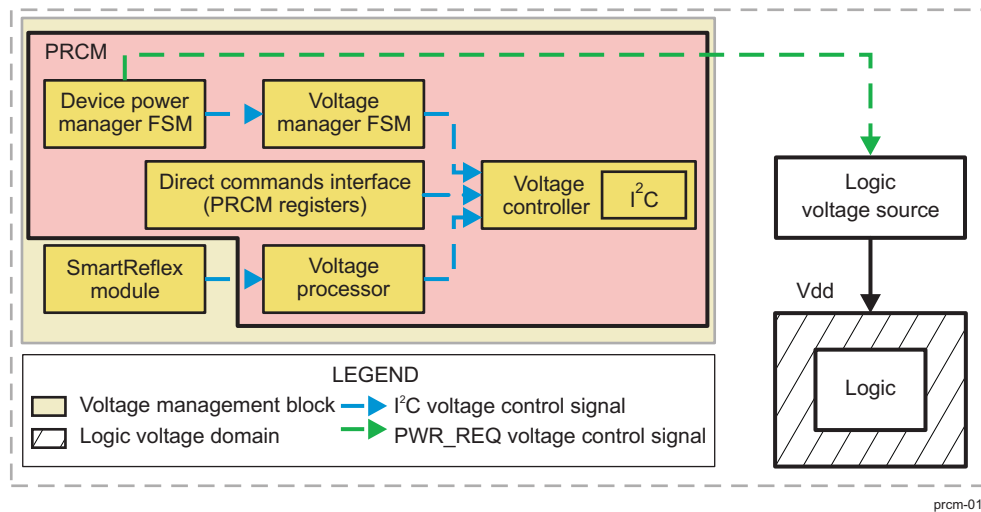 PRCM
Device power
manager FSM
Voltage
manager FSM
Direct commands interface
(PRCM registers)
Voltage
controller
I²C
SmartReflex
module
Voltage
processor
Logic
voltage source
Vdd
Logic
LEGEND
Voltage management block
I²C voltage control signal
Logic voltage domain
PWR_REQ voltage control signal
prcm-01